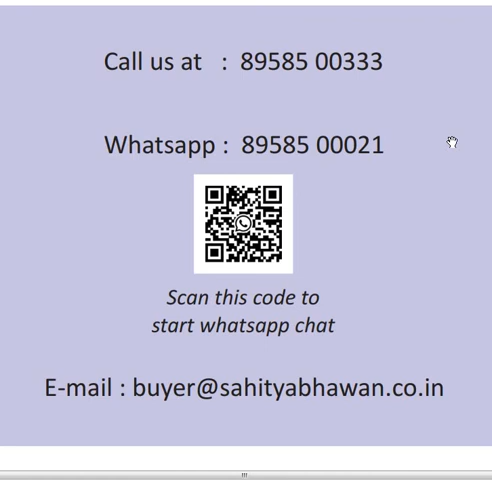 Call us at : 89585 00333
Whatsapp : 89585 00021
Scan this code to
start whatsapp chat
E-mail : buyer@sahityabhawan.co.in